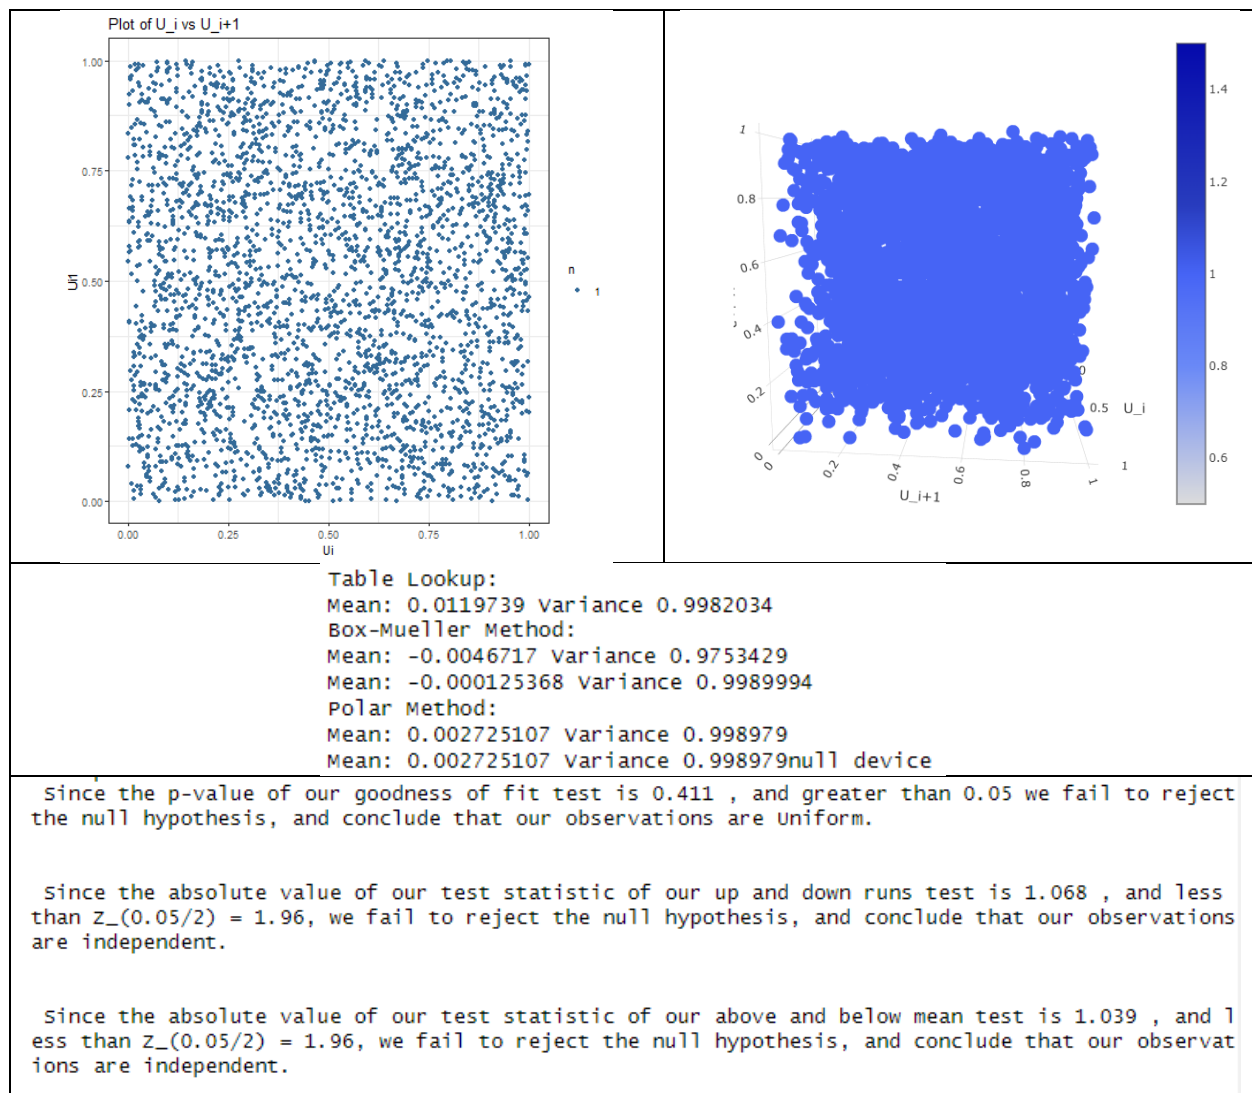 Plot of U_i vs U_i+1
1.00
0.75
0.50
0.25
0.00
Ui1
0.00 0.25 0.50 0.75 1.00
Ui
n
1
1
0.8
0.6
0.4
0.2
0
0
0.2
0.4
0.6
0.8
1
U_i+1
0
0.5
1
U_i
1.4
1.2
1
0.8
0.6
Table Lookup:
Mean: 0.0119739 Variance 0.9982034
Box-Mueller Method:
Mean: -0.0046717 Variance 0.9753429
Mean: -0.000125368 Variance 0.9989994
Polar Method:
Mean: 0.002725107 Variance 0.998979
Mean: 0.002725107 Variance 0.998979null device
Since the p-value of our goodness of fit test is 0.411 , and greater than 0.05 we fail to reject
the null hypothesis, and conclude that our observations are Uniform.
Since the absolute value of our test statistic of our up and down runs test is 1.068 , and less
than Z_(0.05/2) = 1.96, we fail to reject the null hypothesis, and conclude that our observations
are independent.
Since the absolute value of our test statistic of our above and below mean test is 1.039 , and l
ess than Z_(0.05/2) = 1.96, we fail to reject the null hypothesis, and conclude that our observat
ions are independent.